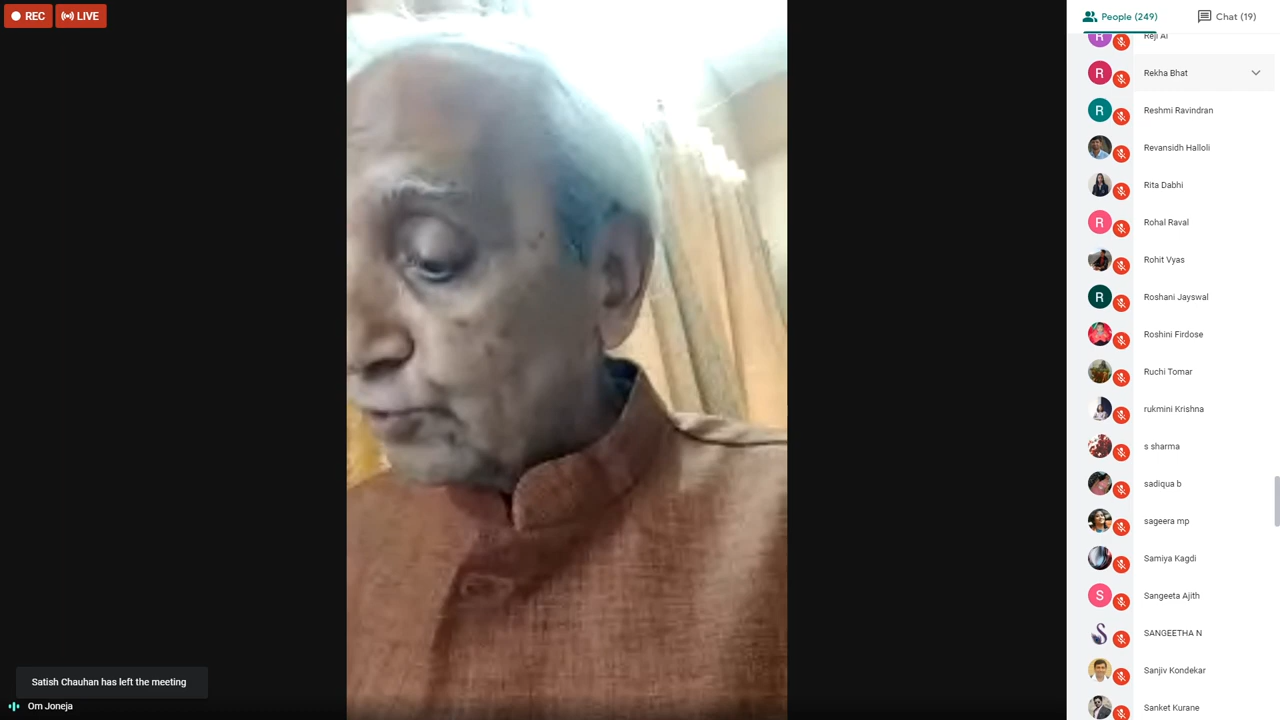 REC
LIVE
People (249)
Chat (19)
Reji Al
R
Rekha Bhat
R
Reshmi Ravindran
Revansidh Halloli
Rita Dabhi
R
Rohal Raval
Rohit Vyas
R
Roshani Jayswal
Roshini Firdose
Ruchi Tomar
rukmini Krishna
s sharma
sadiqua b
sageera mp
Samiya Kagdi
S
Sangeeta Ajith
S
SANGEETHA N
Sanjiv Kondekar
Sanket Kurane
Satish Chauhan has left the meeting
Om Joneja